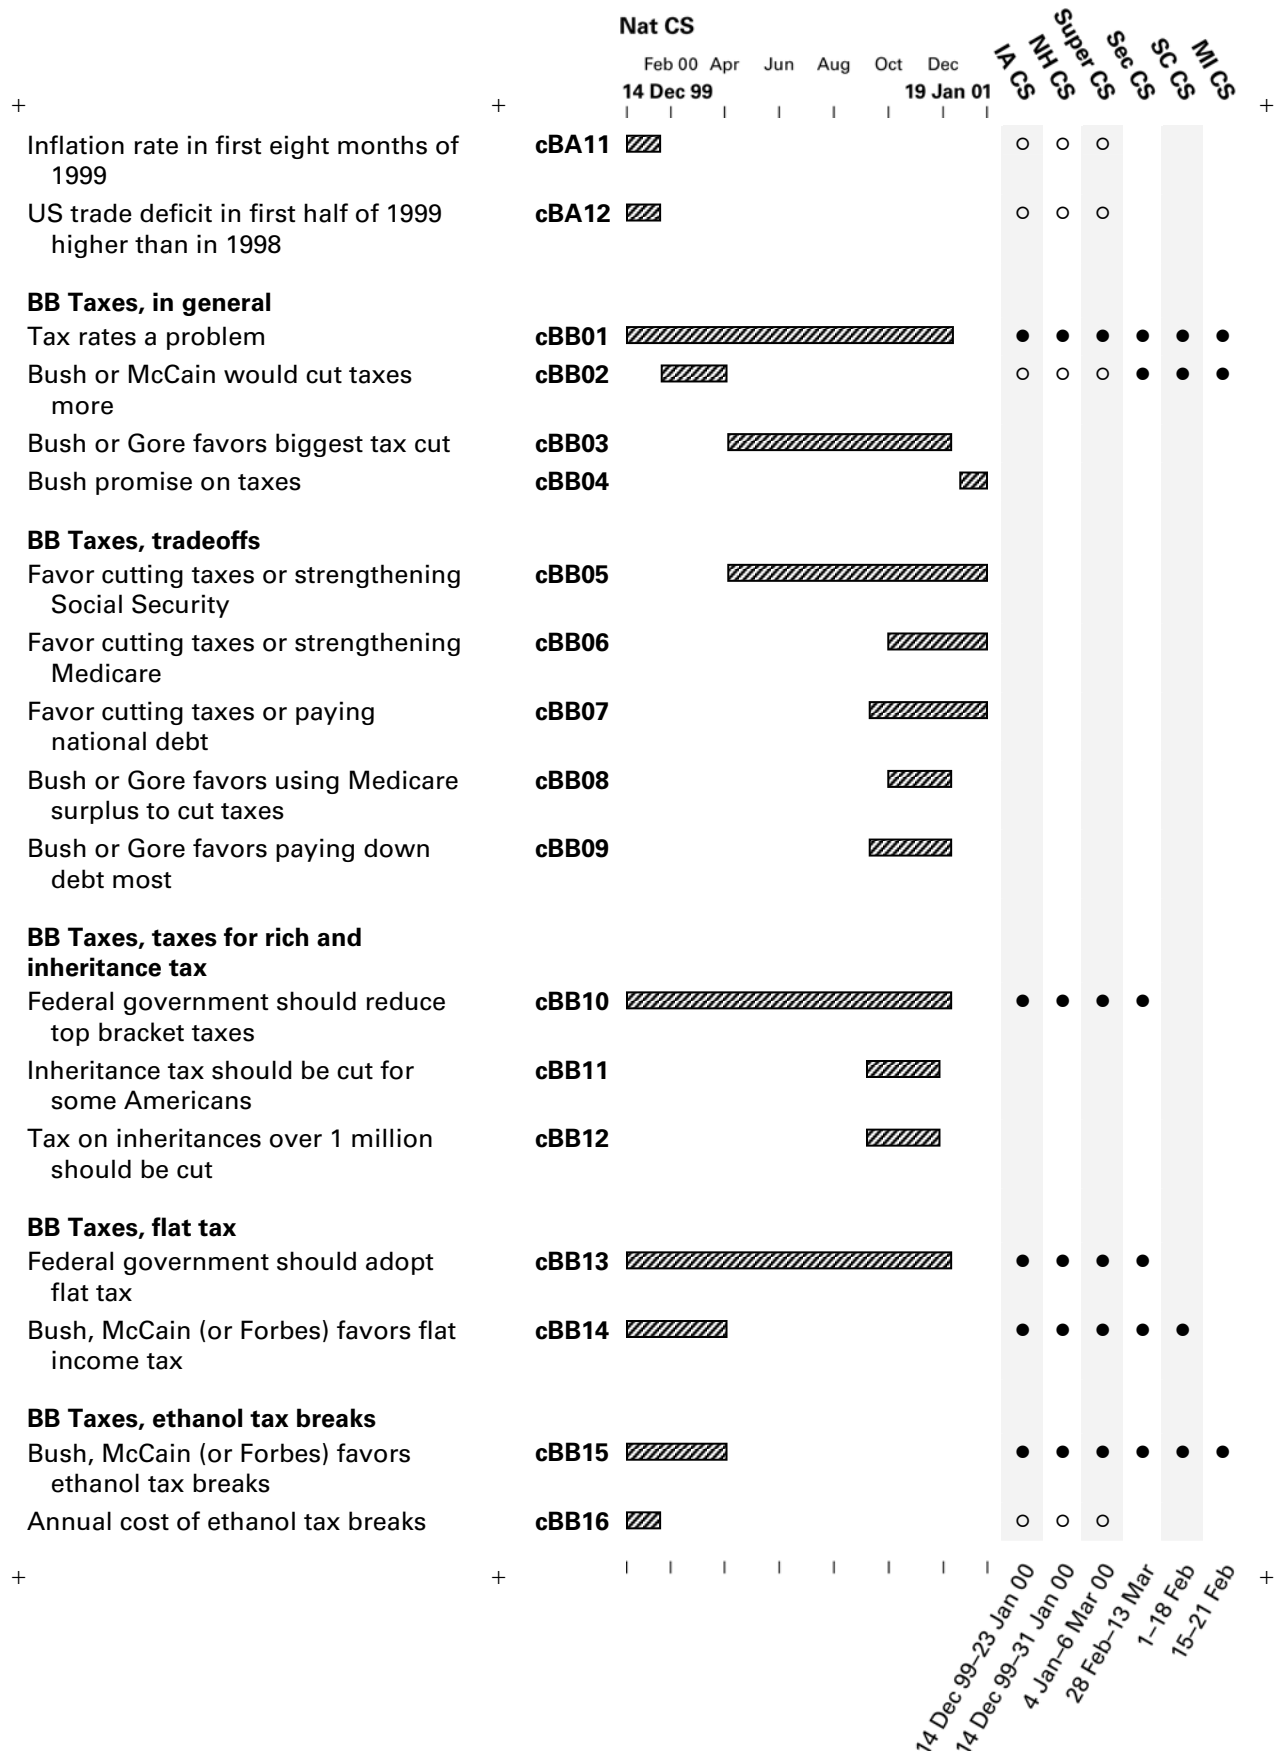 Nat CS
Feb 00 Apr Jun Aug Oct Dec
14 Dec 99 19 Jan 01
IA CS
NH CS
Super CS
Sec CS
SC CS
MI CS
Inflation rate in first eight months of cBA11
1999
US trade deficit in first half of 1999 cBA12
higher than in 1998
BB Taxes, in general
Tax rates a problem cBB01
Bush or McCain would cut taxes cBB02
more
Bush or Gore favors biggest tax cut cBB03
Bush promise on taxes cBB04
BB Taxes, tradeoffs
Favor cutting taxes or strengthening cBB05
Social Security
Favor cutting taxes or strengthening cBB06
Medicare
Favor cutting taxes or paying cBB07
national debt
Bush or Gore favors using Medicare cBB08
surplus to cut taxes
Bush or Gore favors paying down cBB09
debt most
BB Taxes, taxes for rich and
inheritance tax
Federal government should reduce cBB10
top bracket taxes
Inheritance tax should be cut for cBB11
some Americans
Tax on inheritances over 1 million cBB12
should be cut
BB Taxes, flat tax
Federal government should adopt cBB13
flat tax
Bush, McCain (or Forbes) favors flat cBB14
income tax
BB Taxes, ethanol tax breaks
Bush, McCain (or Forbes) favors cBB15
ethanol tax breaks
Annual cost of ethanol tax breaks cBB16
14 Dec 99–23 Jan 00
14 Dec 99–31 Jan 00
4 Jan–6 Mar 00
28 Feb–13 Mar
1–18 Feb
15–21 Feb